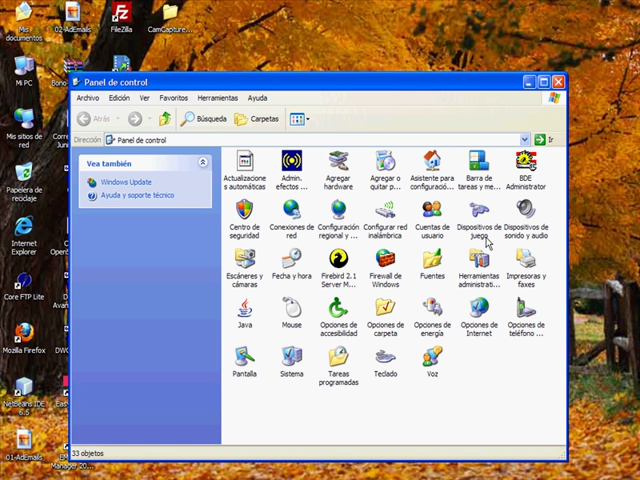 Mis documentos
02-AdEmails
FileZilla
CamCapture...
Mi PC
Mis sitios de red
Papelera de reciclaje
Internet Explorer
Core FTP Lite
Mozilla Firefox
NetBeans IDE 6.5
01-AdEmails
Manager 20...
Panel de control
Archivo Edición Ver Favoritos Herramientas Ayuda
Atrás Búsqueda Carpetas
Dirección Panel de control Ir
Vea también
Windows Update
Ayuda y soporte técnico
Actualizaciones automáticas
Admin. efectos ...
Agregar hardware
Agregar o quitar p...
Asistente para configuració...
Barra de tareas y me...
BDE Administrator
Centro de seguridad
Conexiones de red
Configuración regional y ...
Configurar red inalámbrica
Cuentas de usuario
Dispositivos de juego
Dispositivos de sonido y audio
Escáneres y cámaras
Fecha y hora
Firebird 2.1 Server M...
Firewall de Windows
Fuentes
Herramientas administrati...
Impresoras y faxes
Java
Mouse
Opciones de accesibilidad
Opciones de carpeta
Opciones de energía
Opciones de Internet
Opciones de teléfono ...
Pantalla
Sistema
Tareas programadas
Teclado
Voz
33 objetos